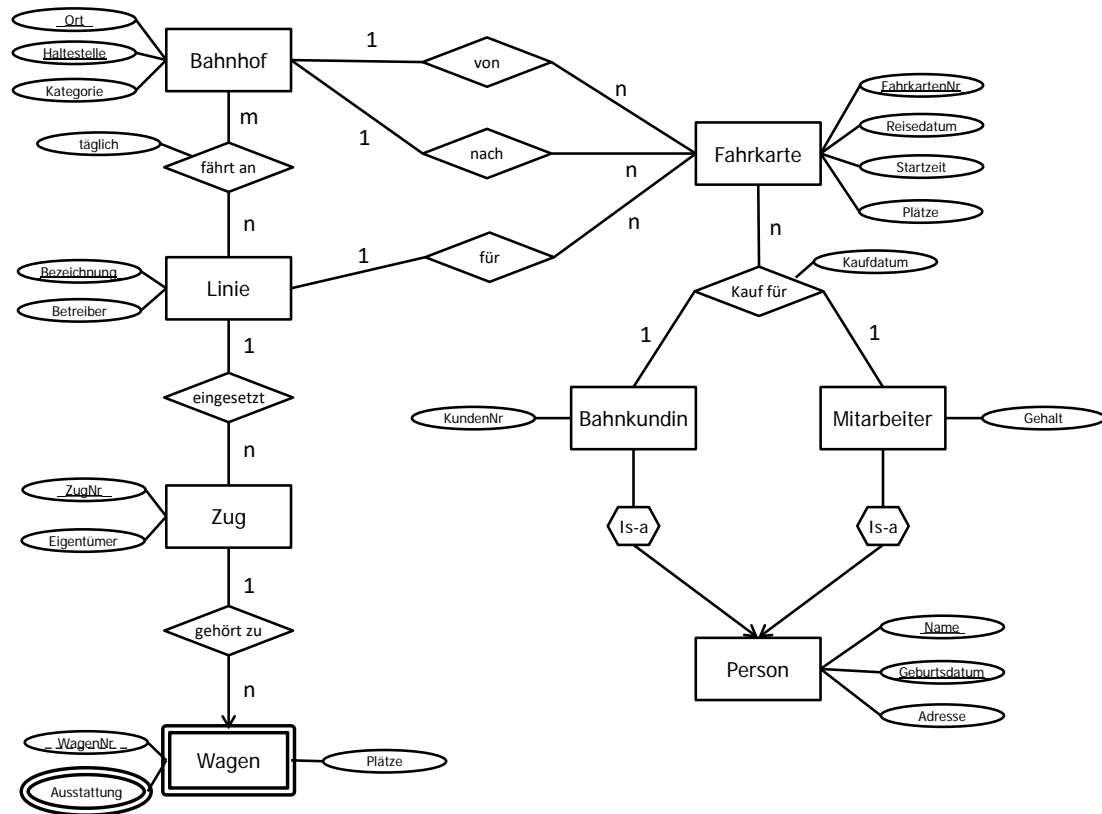 Ort
Haltestelle
Kategorie
Bahnhof
1
von
n
1
nach
n
m
täglich
fährt an
n
FahrkartenNr
Reisedatum
Startzeit
Plätze
Fahrkarte
n
Bezeichnung
Betreiber
Linie
1
für
n
Kaufdatum
Kauf für
1
1
1
eingesetzt
n
KundenNr
Bahnkundin
Mitarbeiter
Gehalt
ZugNr
Eigentümer
Zug
Is-a
Is-a
1
gehört zu
n
Name
Geburtsdatum
Adresse
Person
WagenNr
Ausstattung
Wagen
Plätze